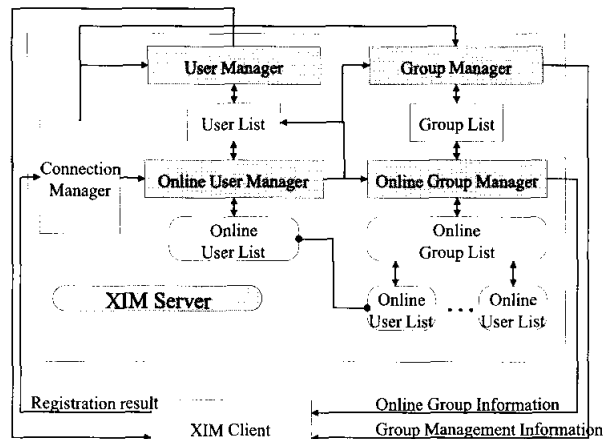 User Manager
Group Manager
User List
Group List
Connection
Manager
Online User Manager
Online Group Manager
Online
User List
Online
Group List
XIM Server
Online
User List
...
Online
User List
Registration result
Online Group Information
XIM Client
Group Management Information